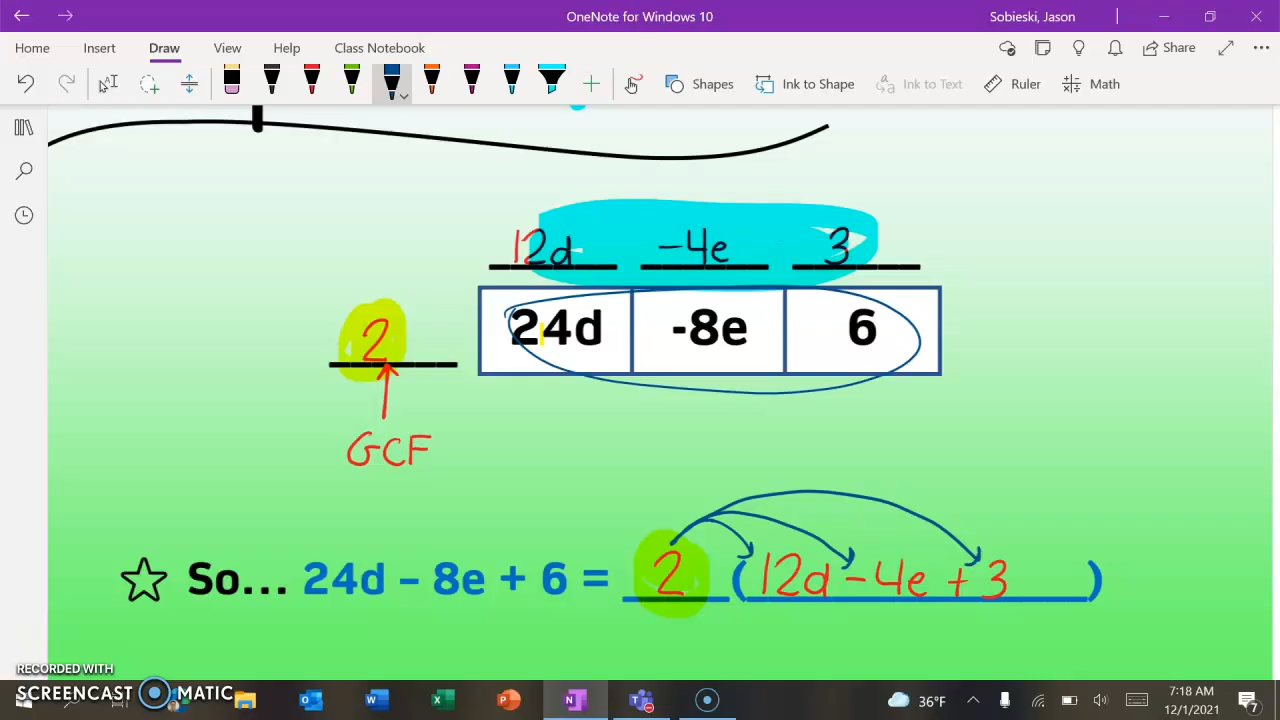 OneNote for Windows 10
Sobieski, Jason
Home Insert Draw View Help Class Notebook
Share
Shapes Ink to Shape Ink to Text Ruler Math
12d -4e 3
2 24d -8e 6
GCF
So... 24d – 8e + 6 = 2 (12d - 4e + 3)
RECORDED WITH
SCREENCAST MATIC
36°F
7:18 AM
12/1/2021
7